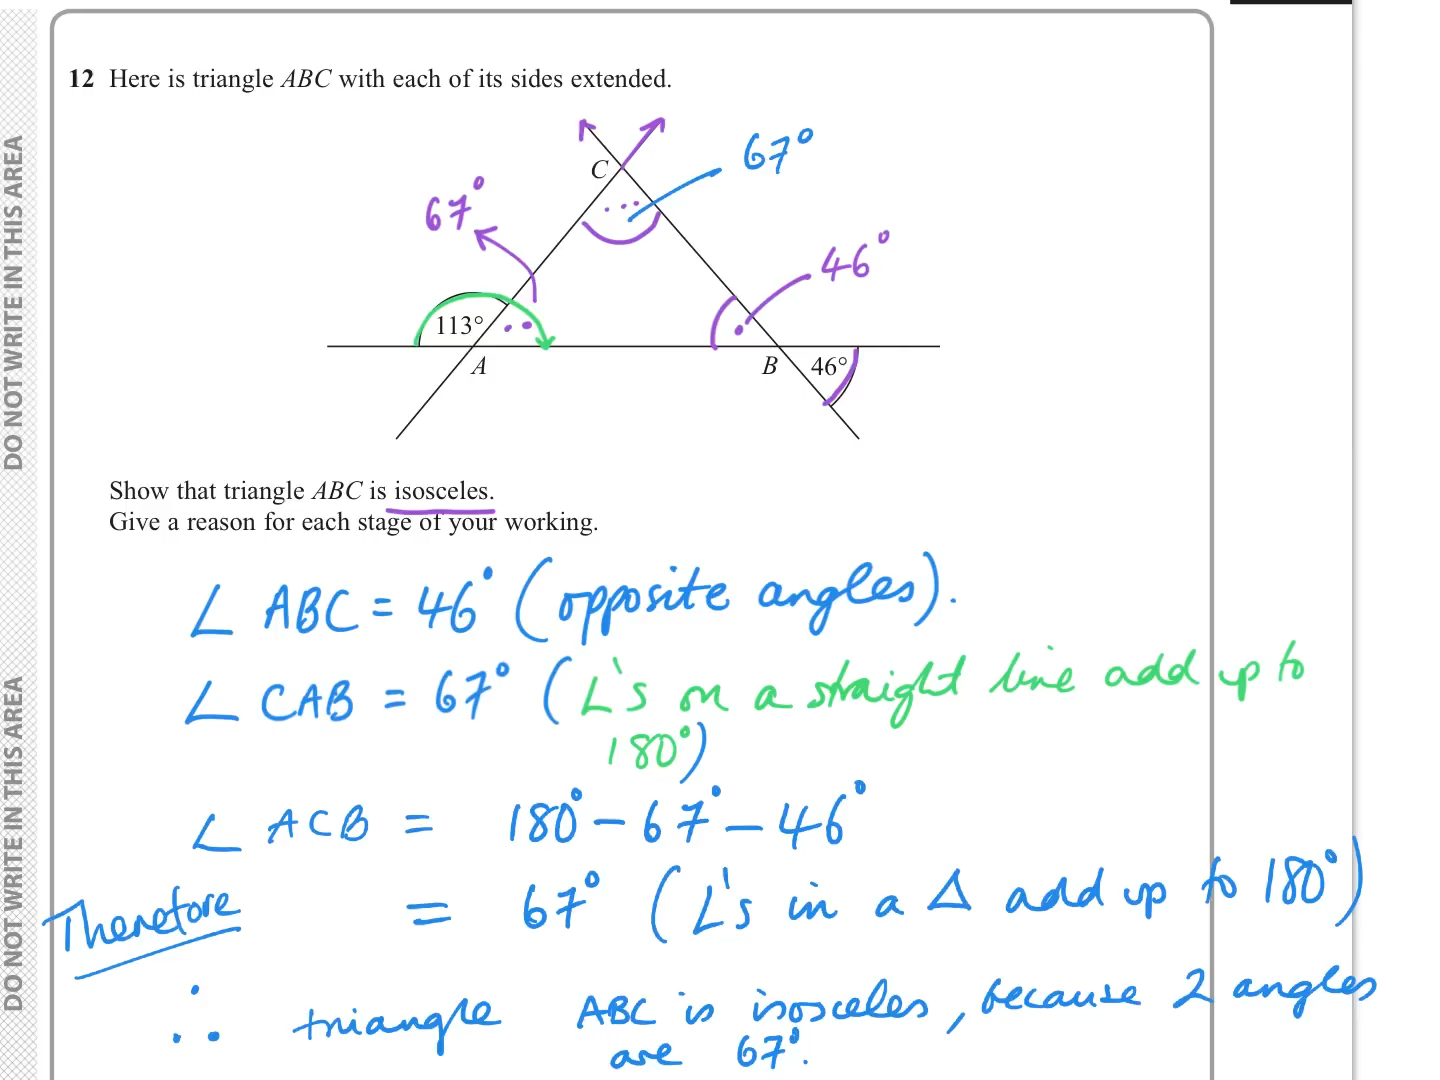 DO NOT WRITE IN THIS AREA
DO NOT WRITE IN THIS AREA
12 Here is triangle ABC with each of its sides extended.
C
67°
67°
46°
113°
A
B
46°
Show that triangle ABC is isosceles.
Give a reason for each stage of your working.
∠ ABC = 46° (opposite angles).
∠ CAB = 67° (∠'s on a straight line add up to
180°)
∠ ACB = 180° - 67° - 46°
Therefore = 67° (∠'s in a Δ add up to 180°)
∴ triangle ABC is isosceles, because 2 angles
are 67°.